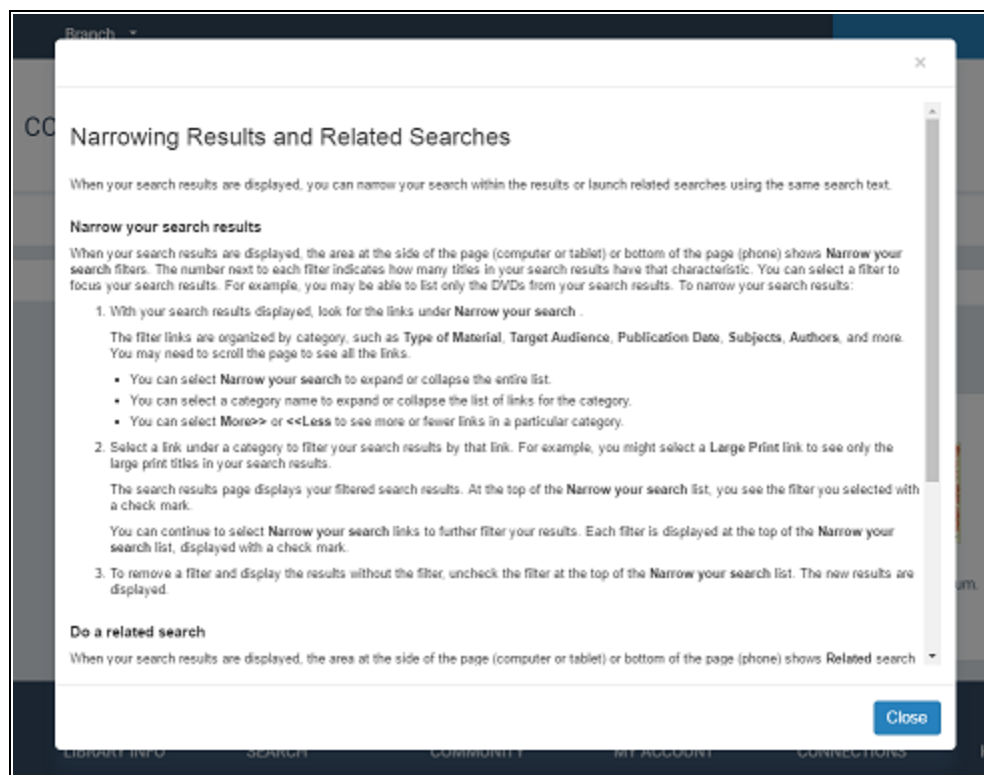 Branch
×
CC
Narrowing Results and Related Searches
When your search results are displayed, you can narrow your search within the results or launch related searches using the same search text.
Narrow your search results
When your search results are displayed, the area at the side of the page (computer or tablet) or bottom of the page (phone) shows Narrow your
search filters. The number next to each filter indicates how many titles in your search results have that characteristic. You can select a filter to
focus your search results. For example, you may be able to list only the DVDs from your search results. To narrow your search results:
1. With your search results displayed, look for the links under Narrow your search .
The filter links are organized by category, such as Type of Material, Target Audience, Publication Date, Subjects, Authors, and more.
You may need to scroll the page to see all the links.
• You can select Narrow your search to expand or collapse the entire list.
• You can select a category name to expand or collapse the list of links for the category.
• You can select More>> or <<Less to see more or fewer links in a particular category.
2. Select a link under a category to filter your search results by that link. For example, you might select a Large Print link to see only the
large print titles in your search results.
The search results page displays your filtered search results. At the top of the Narrow your search list, you see the filter you selected with
a check mark.
You can continue to select Narrow your search links to further filter your results. Each filter is displayed at the top of the Narrow your
search list, displayed with a check mark.
3. To remove a filter and display the results without the filter, uncheck the filter at the top of the Narrow your search list. The new results are
displayed.
um.
Do a related search
When your search results are displayed, the area at the side of the page (computer or tablet) or bottom of the page (phone) shows Related search
Close
LIBRARY INFO SEARCH COMMUNITY MY ACCOUNT CONNECTIONS